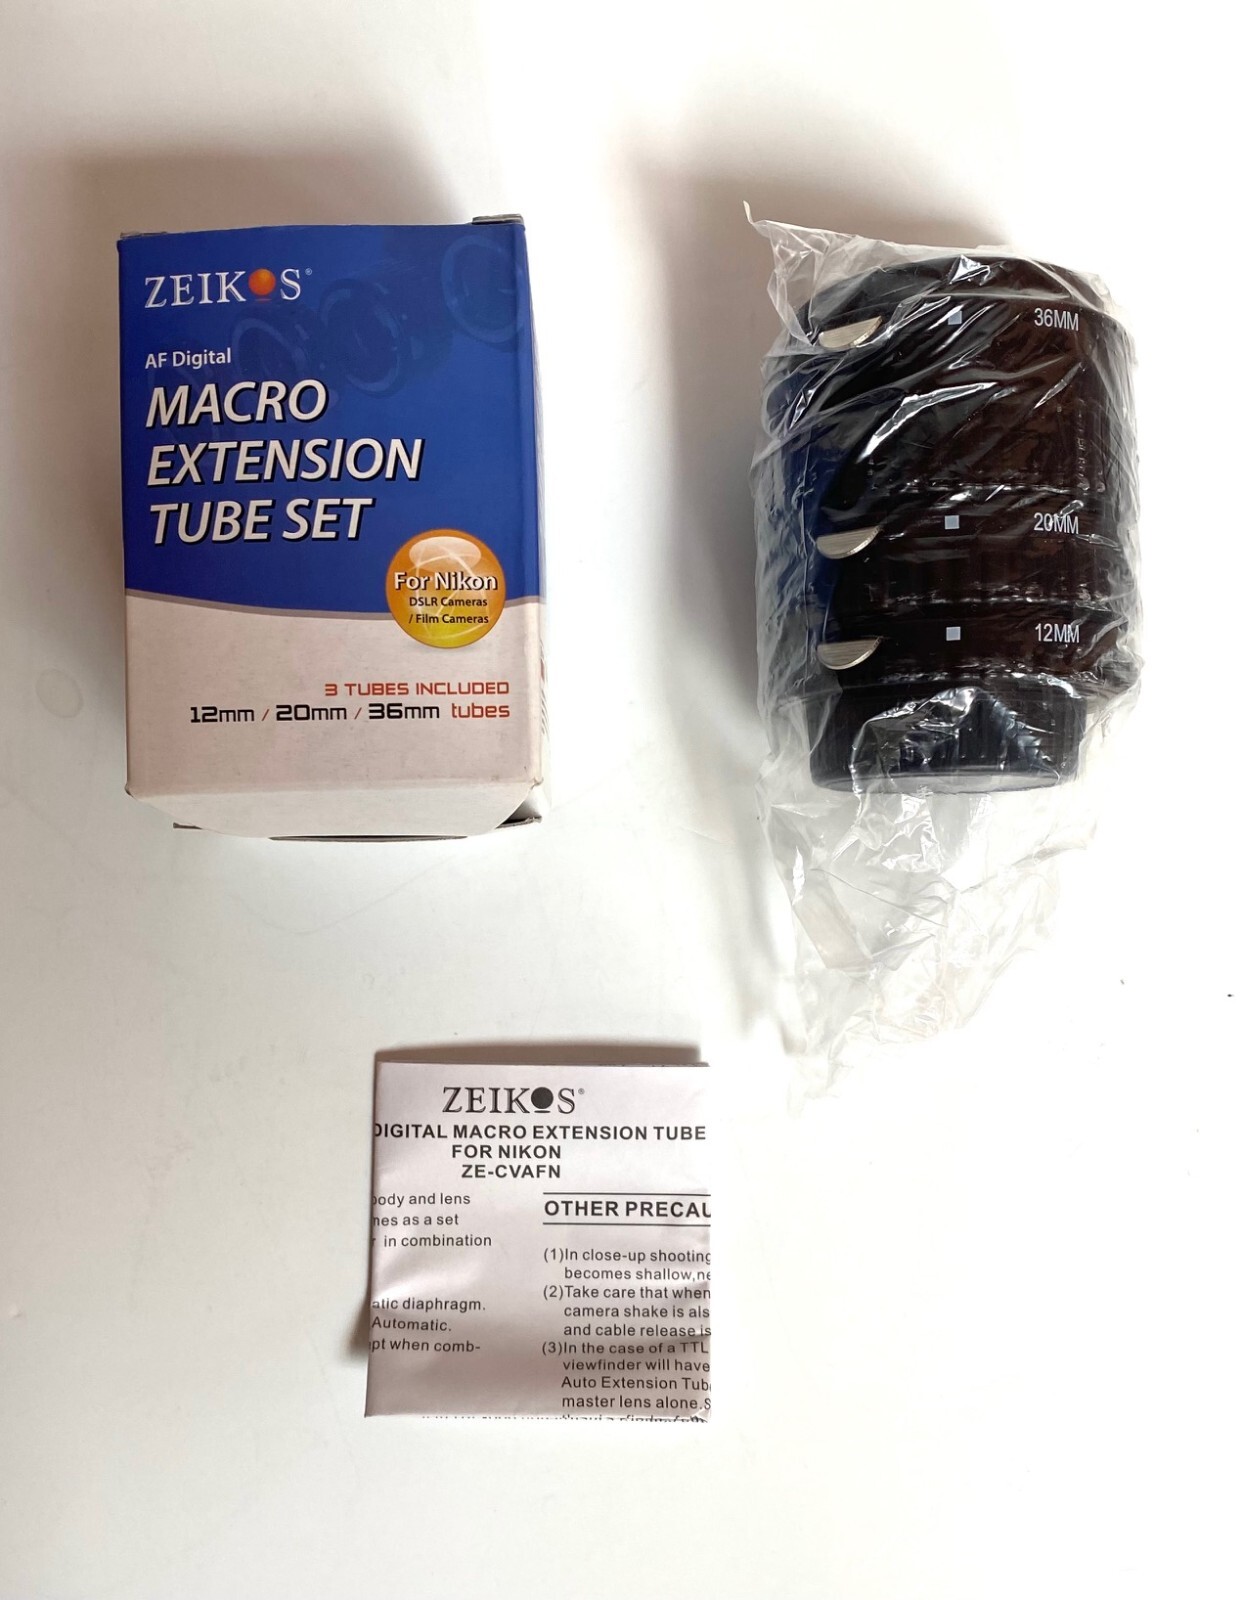 ZEIKOS®
AF Digital
MACRO
EXTENSION
TUBE SET
For Nikon
DSLR Cameras
/ Film Cameras
3 TUBES INCLUDED
12mm / 20mm / 36mm tubes
36MM
20MM
12MM
ZEIKOS®
DIGITAL MACRO EXTENSION TUBE
FOR NIKON
ZE-CVAFN
body and lens
nes as a set
in combination
atic diaphragm.
Automatic.
pt when comb-
OTHER PRECAU
(1)In close-up shooting
becomes shallow,ne
(2)Take care that when
camera shake is als
and cable release is
(3)In the case of a TTL
viewfinder will have
Auto Extension Tub
master lens alone.S